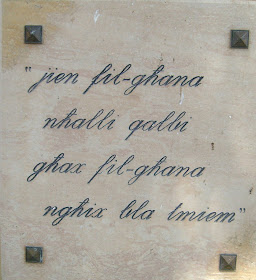 "jien fil-għana
nħalli qalbi
għax fil-għana
ngħix bla tmiem"